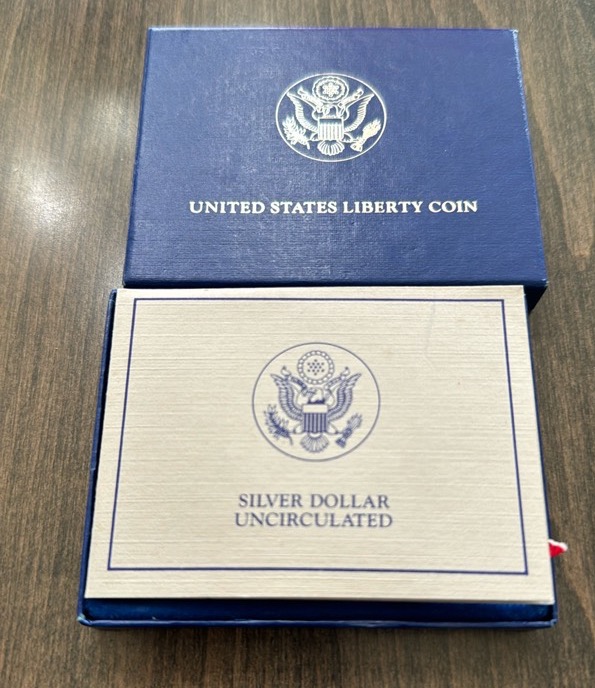 UNITED STATES LIBERTY COIN
SILVER DOLLAR
UNCIRCULATED